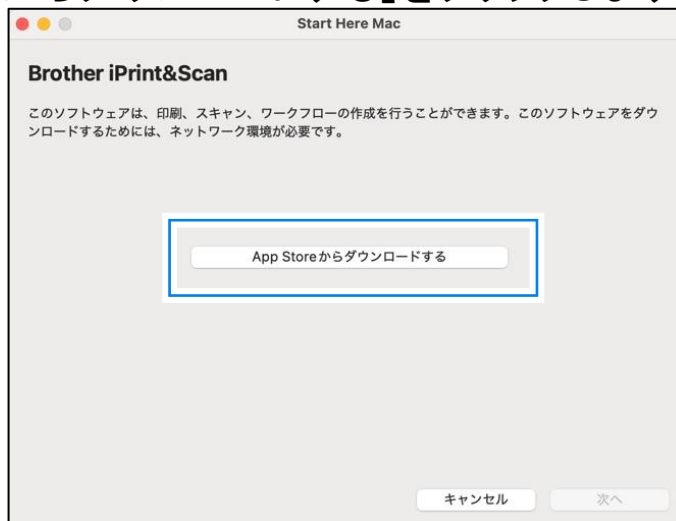 Start Here Mac
Brother iPrint&Scan
このソフトウェアは、印刷、スキャン、ワークフローの作成を行うことができます。このソフトウェアをダウ
ンロードするためには、ネットワーク環境が必要です。
App Storeからダウンロードする
キャンセル
次へ